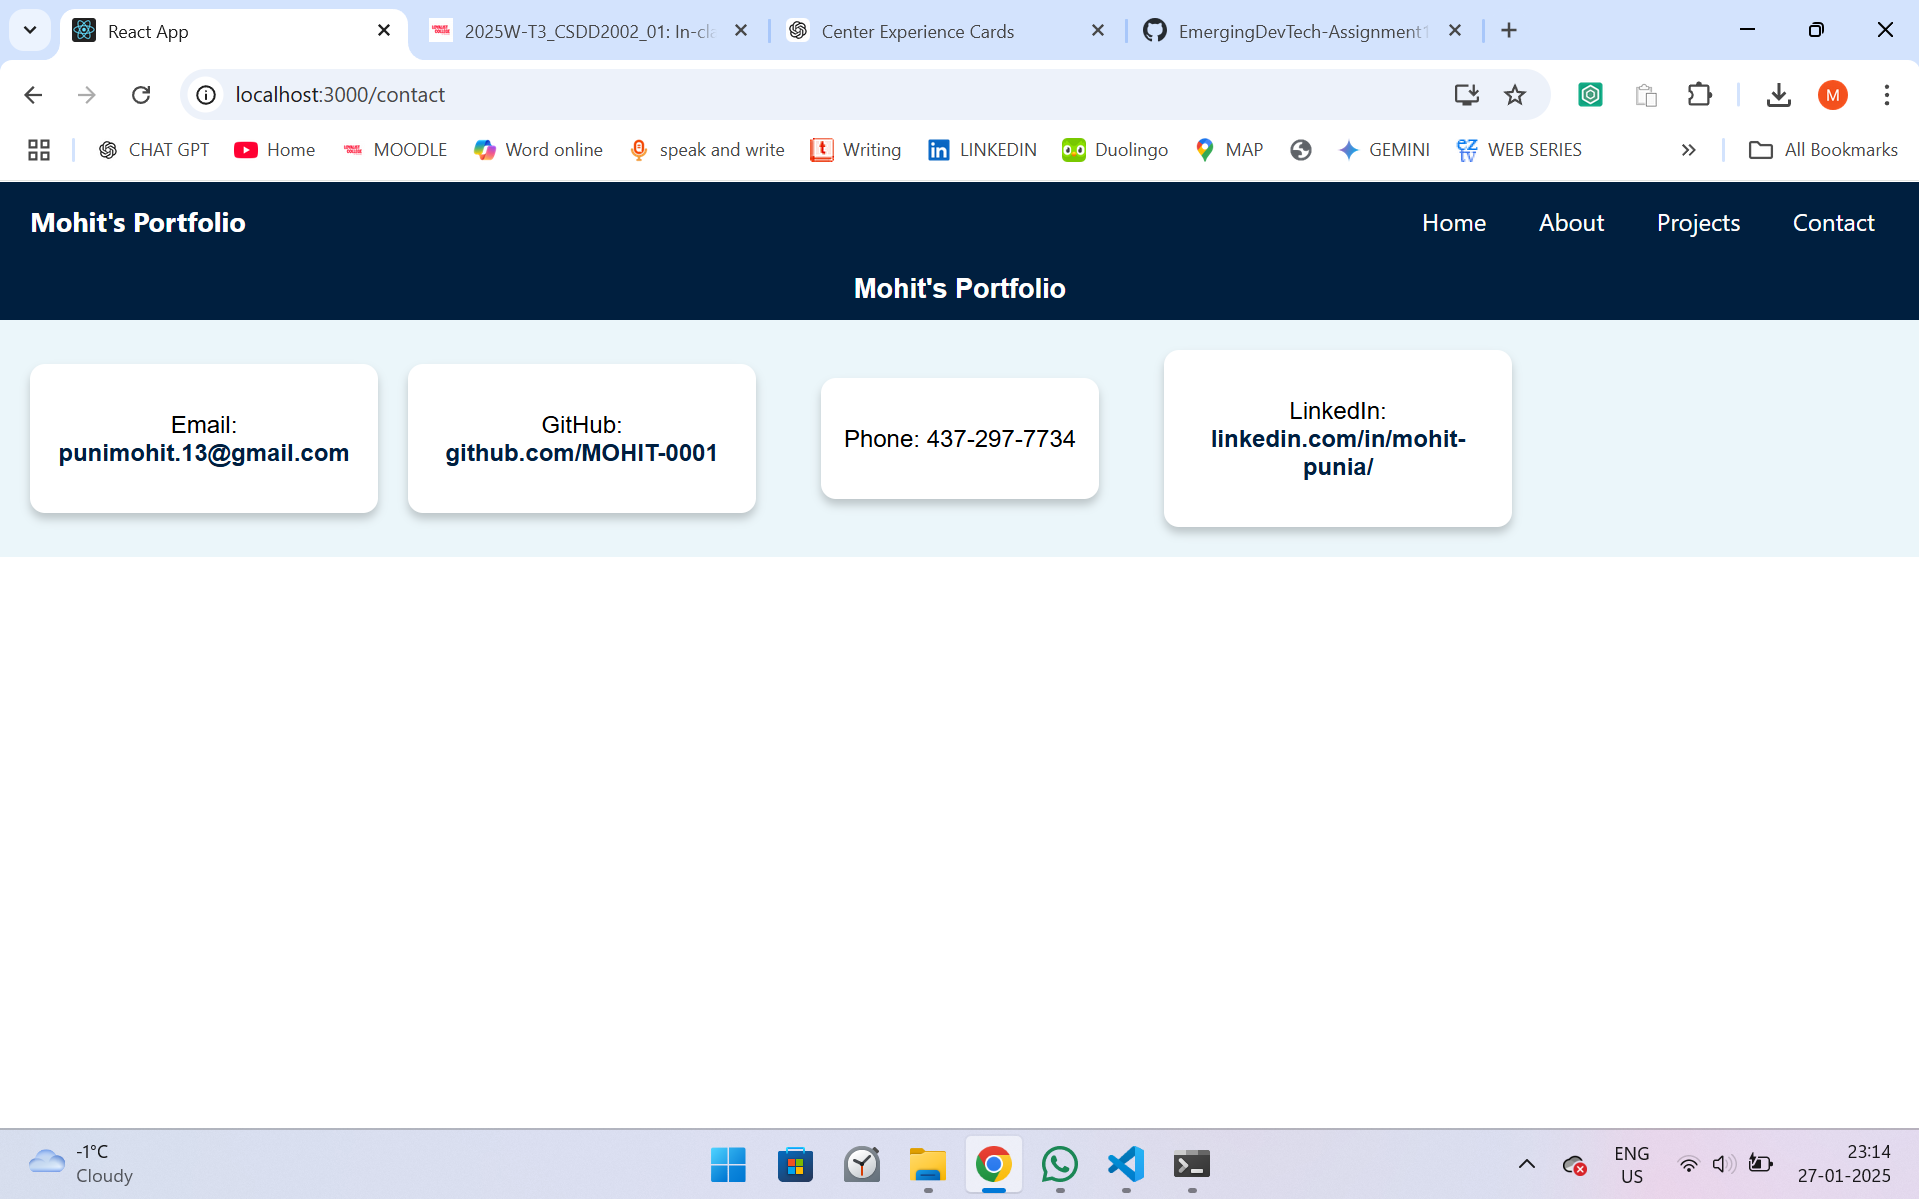 React App
2025W-T3_CSDD2002_01: In-cla
Center Experience Cards
EmergingDevTech-Assignment1
localhost:3000/contact
M
CHAT GPT
Home
MOODLE
Word online
speak and write
Writing
LINKEDIN
Duolingo
MAP
GEMINI
WEB SERIES
All Bookmarks
Mohit's Portfolio
Home
About
Projects
Contact
Mohit's Portfolio
Email:
punimohit.13@gmail.com
GitHub:
github.com/MOHIT-0001
Phone: 437-297-7734
LinkedIn:
linkedin.com/in/mohit-
punia/
-1°C
Cloudy
ENG
US
23:14
27-01-2025